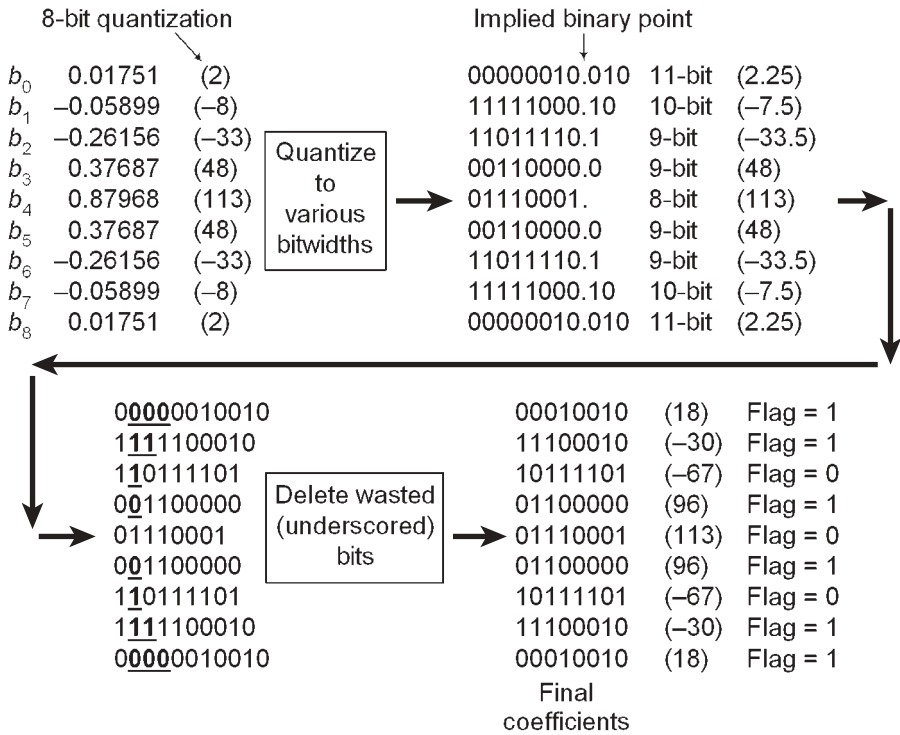 8-bit quantization Implied binary point
b0 0.01751 (2) 00000010.010 11-bit (2.25)
b1 –0.05899 (–8) 11111000.10 10-bit (–7.5)
b2 –0.26156 (–33) 11011110.1 9-bit (–33.5)
b3 0.37687 (48) 00110000.0 9-bit (48)
b4 0.87968 (113) 01110001. 8-bit (113)
b5 0.37687 (48) 00110000.0 9-bit (48)
b6 –0.26156 (–33) 11011110.1 9-bit (–33.5)
b7 –0.05899 (–8) 11111000.10 10-bit (–7.5)
b8 0.01751 (2) 00000010.010 11-bit (2.25)
Quantize
to
various
bitwidths
00000010010 00010010 (18) Flag = 1
1111100010 11100010 (–30) Flag = 1
110111101 10111101 (–67) Flag = 0
001100000 01100000 (96) Flag = 1
01110001 01110001 (113) Flag = 0
001100000 01100000 (96) Flag = 1
110111101 10111101 (–67) Flag = 0
1111100010 11100010 (–30) Flag = 1
00000010010 00010010 (18) Flag = 1
Delete wasted
(underscored)
bits
Final
coefficients